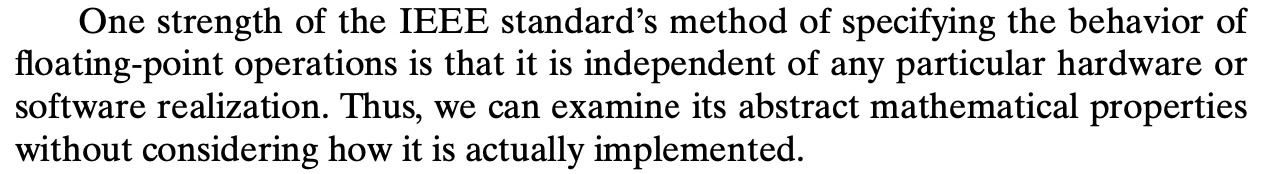 One strength of the IEEE standard’s method of specifying the behavior of
floating-point operations is that it is independent of any particular hardware or
software realization. Thus, we can examine its abstract mathematical properties
without considering how it is actually implemented.